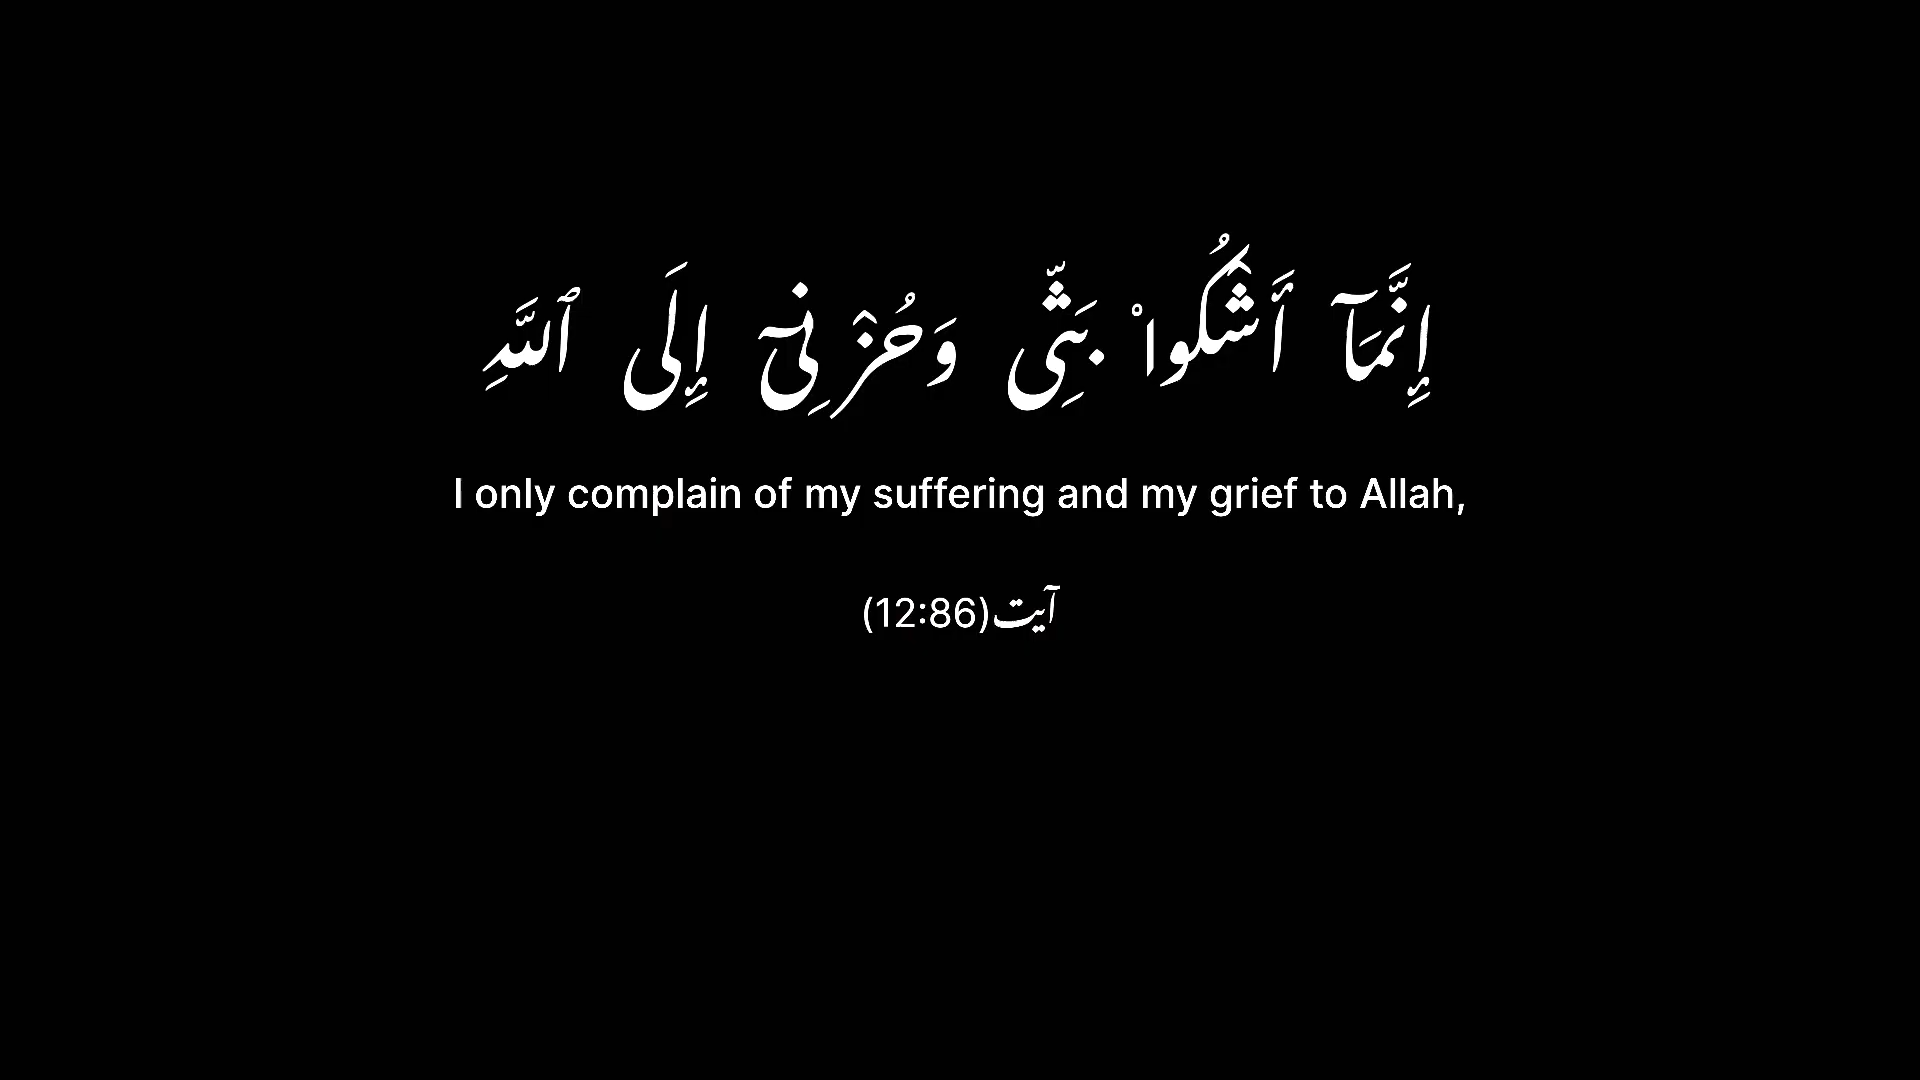 إِنَّمَآ أَشْكُوا۟ بَثِّى وَحُزْنِىٓ إِلَى ٱللَّهِ
I only complain of my suffering and my grief to Allah,
آیت(12:86)